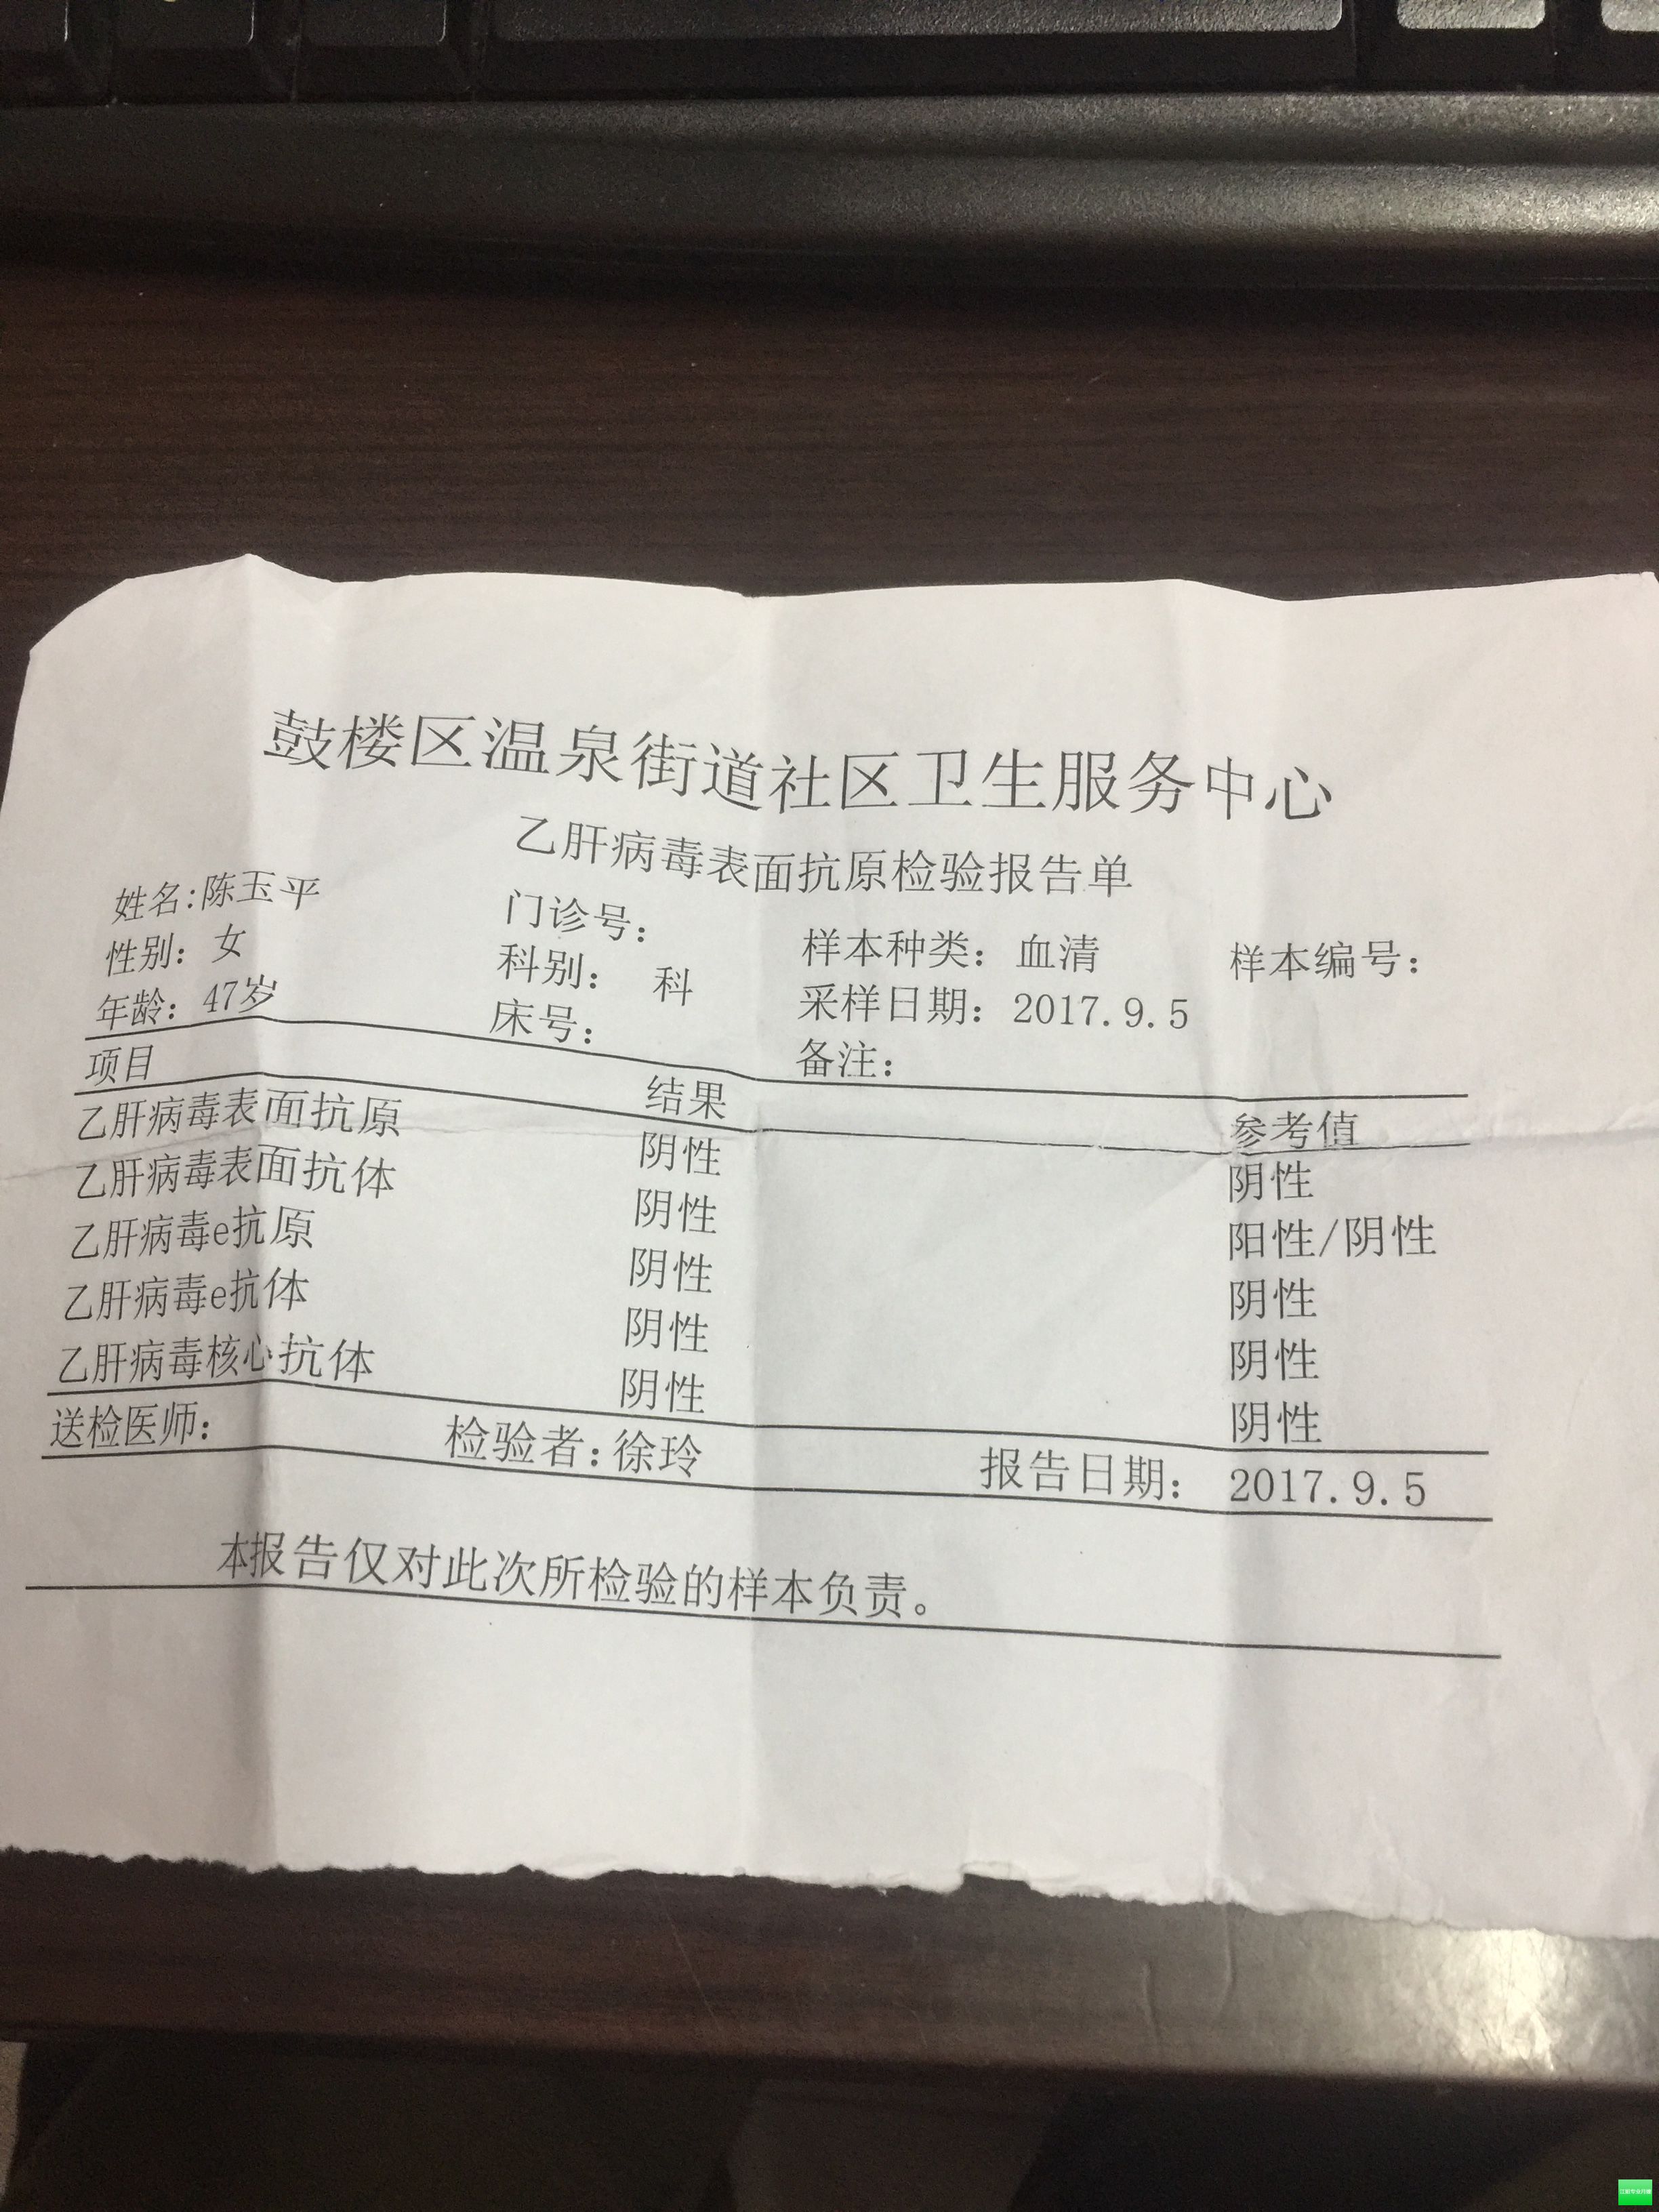 鼓楼区温泉街道社区卫生服务中心
乙肝病毒表面抗原检验报告单
姓名:陈玉平 门诊号: 样本种类: 血清 样本编号:
性别: 女 科别: 科 采样日期: 2017.9.5
年龄: 47岁 床号: 备注:
项目 结果 参考值
乙肝病毒表面抗原 阴性 阴性
乙肝病毒表面抗体 阴性 阳性/阴性
乙肝病毒e抗原 阴性 阴性
乙肝病毒e抗体 阴性 阴性
乙肝病毒核心抗体 阴性 阴性
送检医师: 检验者:徐玲 报告日期: 2017.9.5
本报告仅对此次所检验的样本负责。